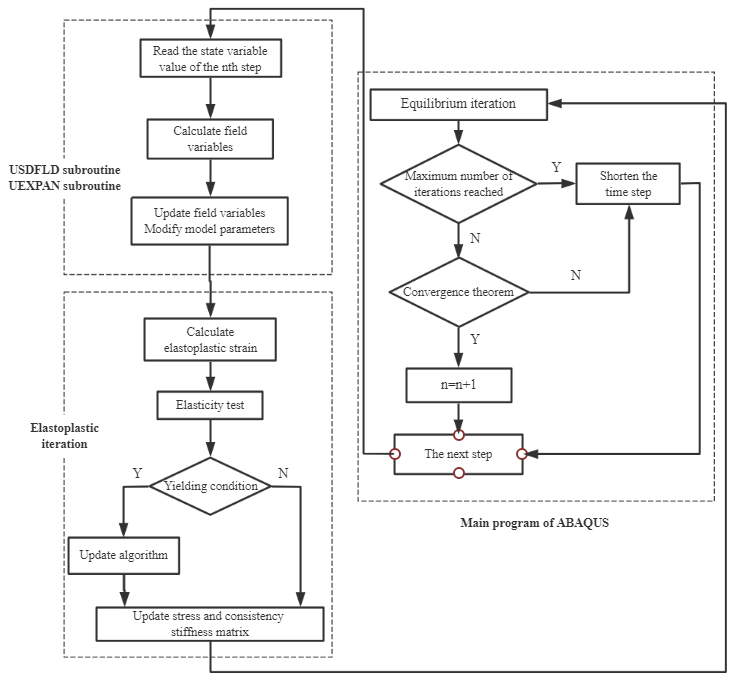 Read the state variable
value of the nth step
Calculate field
variables
USDFLD subroutine
UEXPAN subroutine
Update field variables
Modify model parameters
Calculate
elastoplastic strain
Elasticity test
Elastoplastic
iteration
Yielding condition
Y
N
Update algorithm
Update stress and consistency
stiffness matrix
Equilibrium iteration
Maximum number of
iterations reached
Y
Shorten the
time step
N
Convergence theorem
N
Y
n=n+1
The next step
Main program of ABAQUS